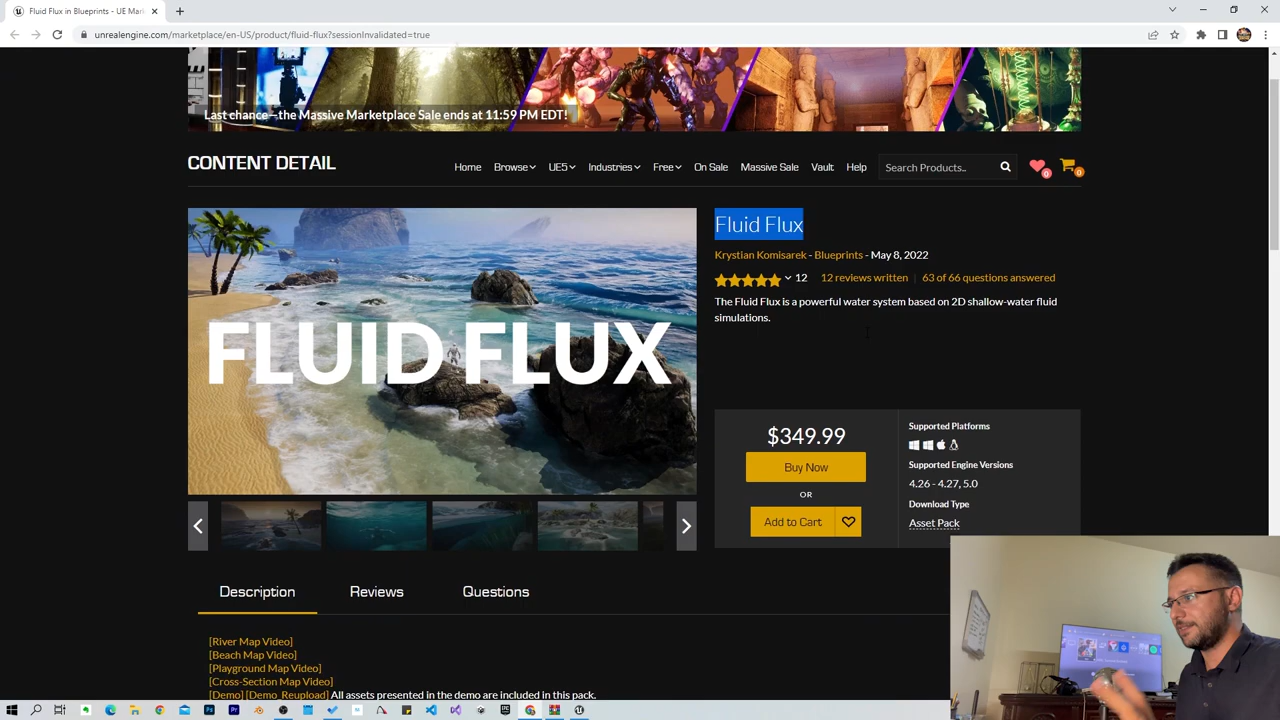 Fluid Flux in Blueprints - UE Mark
unrealengine.com/marketplace/en-US/product/fluid-flux?sessionInvalidated=true
Last chance—the Massive Marketplace Sale ends at 11:59 PM EDT!
CONTENT DETAIL
Home Browse UE5 Industries Free On Sale Massive Sale Vault Help Search Products.. 0 0
Fluid Flux
Krystian Komisarek - Blueprints - May 8, 2022
12 12 reviews written | 63 of 66 questions answered
The Fluid Flux is a powerful water system based on 2D shallow-water fluid
simulations.
FLUID FLUX
$349.99
Buy Now
OR
Add to Cart
Supported Platforms
Supported Engine Versions
4.26 - 4.27, 5.0
Download Type
Asset Pack
Description Reviews Questions
[River Map Video]
[Beach Map Video]
[Playground Map Video]
[Cross-Section Map Video]
[Demo] [Demo_Reupload] All assets presented in the demo are included in this pack.